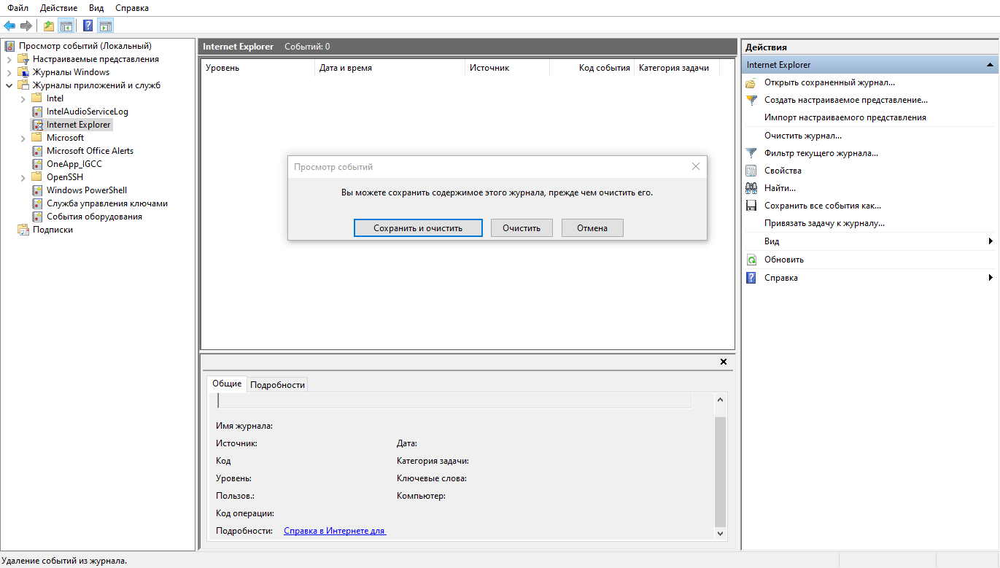 Файл Действие Вид Справка
Просмотр событий (Локальный)
Настраиваемые представления
Журналы Windows
Журналы приложений и служб
Intel
IntelAudioServiceLog
Internet Explorer
Microsoft
Microsoft Office Alerts
OneApp_IGCC
OpenSSH
Windows PowerShell
Служба управления ключами
События оборудования
Подписки
Internet Explorer Событий: 0
Уровень Дата и время Источник Код события Категория задачи
Просмотр событий
Вы можете сохранить содержимое этого журнала, прежде чем очистить его.
Сохранить и очистить Очистить Отмена
Общие Подробности
Имя журнала:
Источник: Дата:
Код Категория задачи:
Уровень: Ключевые слова:
Пользов.: Компьютер:
Код операции:
Подробности: Справка в Интернете для
Действия
Internet Explorer
Открыть сохраненный журнал...
Создать настраиваемое представление...
Импорт настраиваемого представления
Очистить журнал...
Фильтр текущего журнала...
Свойства
Найти...
Сохранить все события как...
Привязать задачу к журналу...
Вид
Обновить
Справка
Удаление событий из журнала.